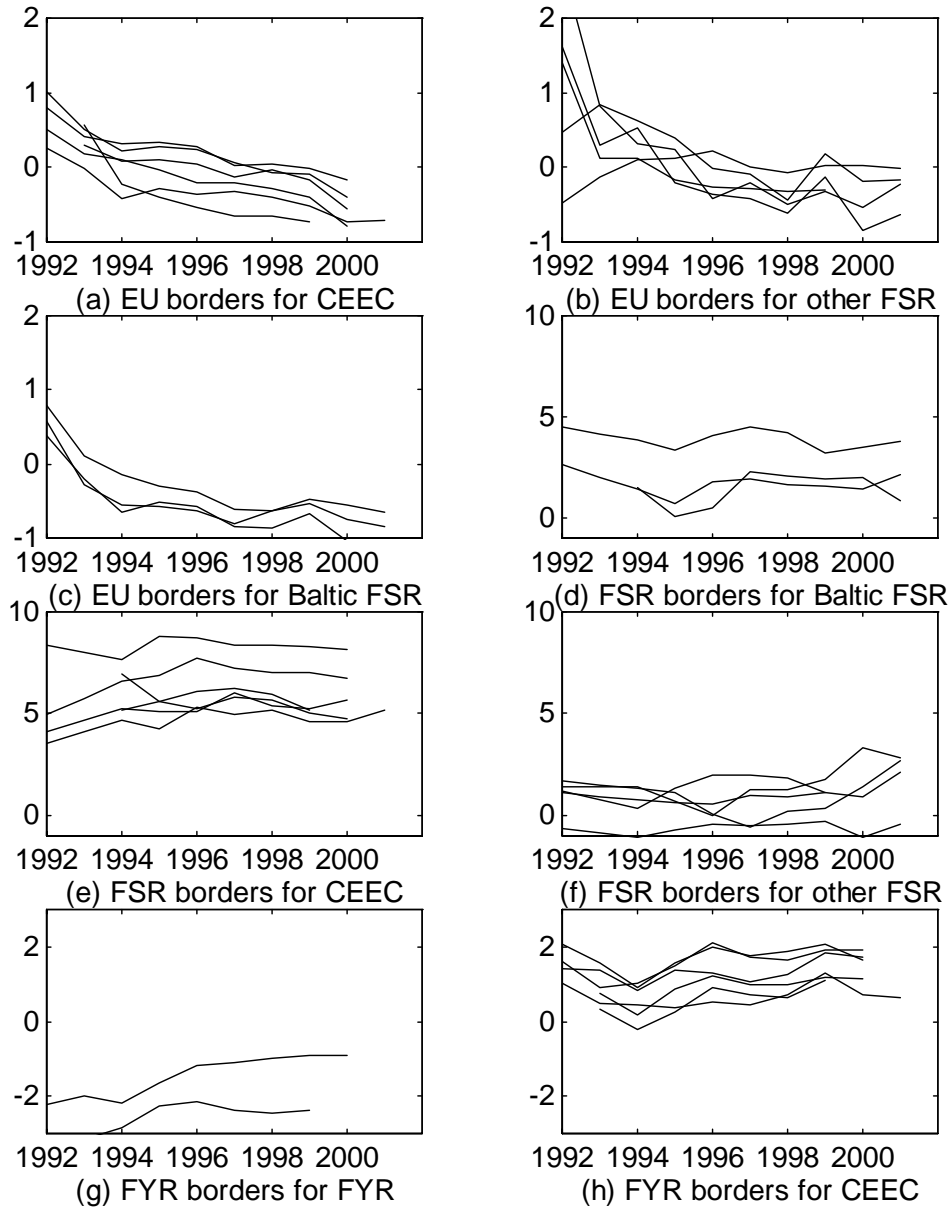 2
1
0
-1
1992 1994 1996 1998 2000
(a) EU borders for CEEC
2
1
0
-1
1992 1994 1996 1998 2000
(b) EU borders for other FSR
2
1
0
-1
1992 1994 1996 1998 2000
(c) EU borders for Baltic FSR
10
5
0
1992 1994 1996 1998 2000
(d) FSR borders for Baltic FSR
10
5
0
1992 1994 1996 1998 2000
(e) FSR borders for CEEC
10
5
0
1992 1994 1996 1998 2000
(f) FSR borders for other FSR
2
0
-2
1992 1994 1996 1998 2000
(g) FYR borders for FYR
2
0
-2
1992 1994 1996 1998 2000
(h) FYR borders for CEEC